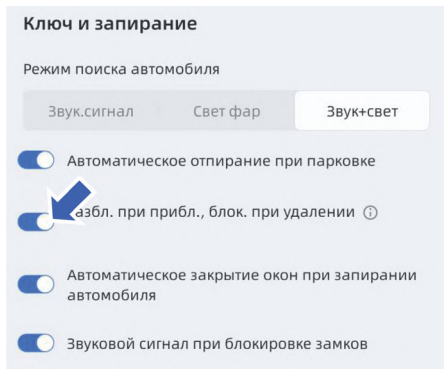 Ключ и запирание
Режим поиска автомобиля
Звук.сигнал Свет фар Звук+свет
Автоматическое отпирание при парковке
при прибл., блок. при удалении
Автоматическое закрытие окон при запирании
автомобиля
Звуковой сигнал при блокировке замков